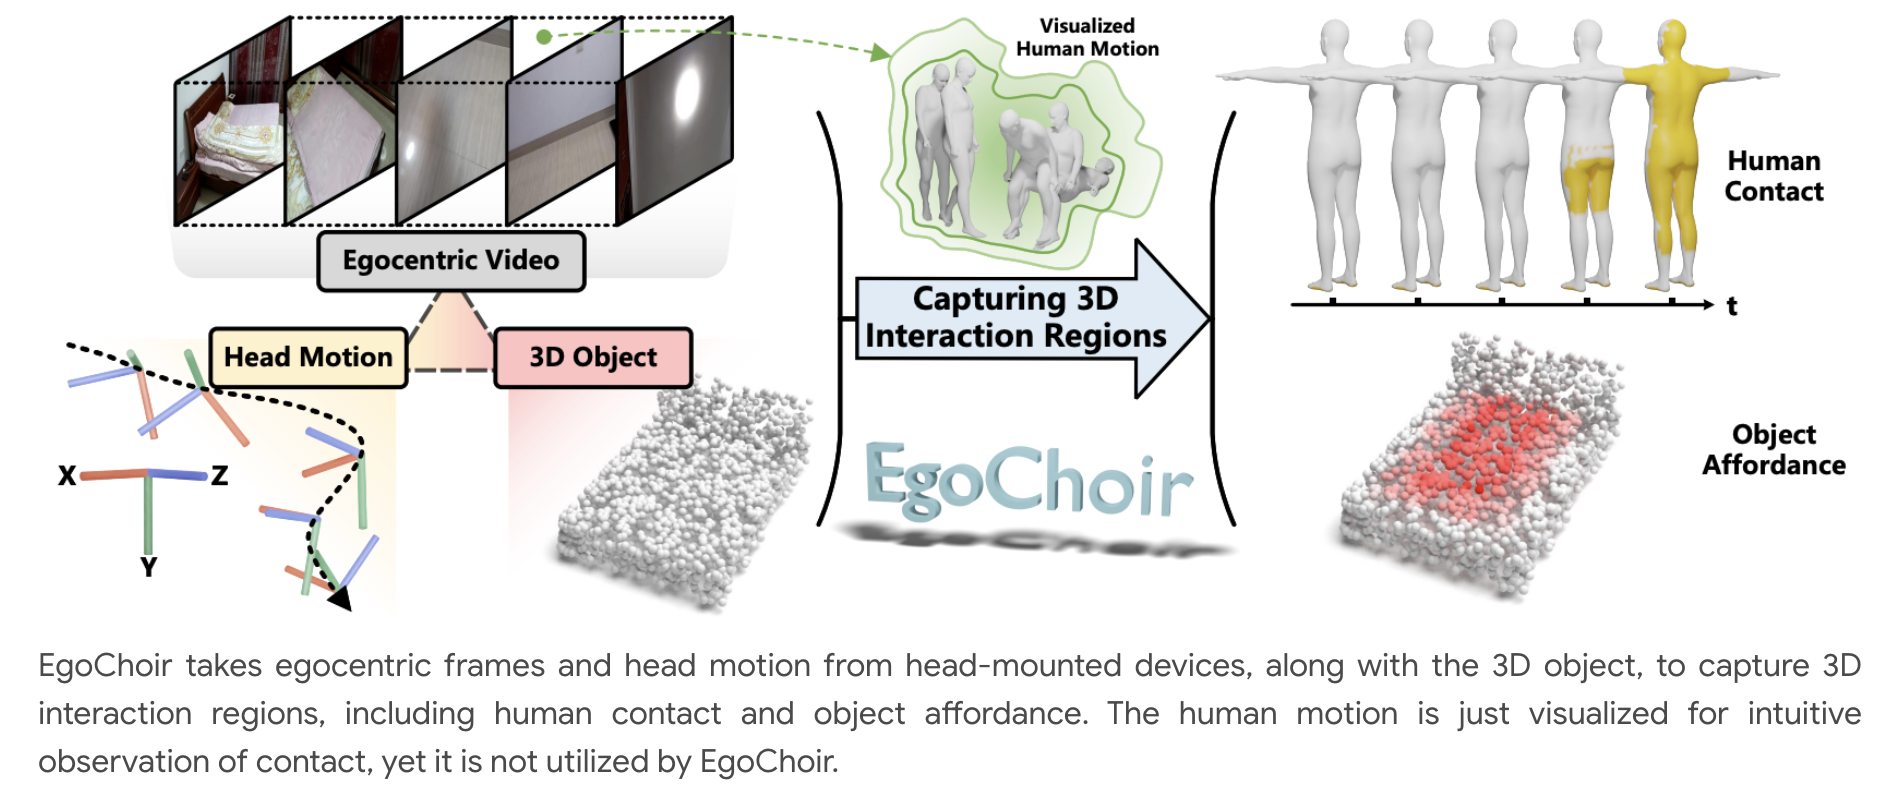 Visualized
Human Motion
Egocentric Video
Head Motion
3D Object
X
Z
Y
Capturing 3D
Interaction Regions
EgoChoir
Human
Contact
t
Object
Affordance
EgoChoir takes egocentric frames and head motion from head-mounted devices, along with the 3D object, to capture 3D
interaction regions, including human contact and object affordance. The human motion is just visualized for intuitive
observation of contact, yet it is not utilized by EgoChoir.